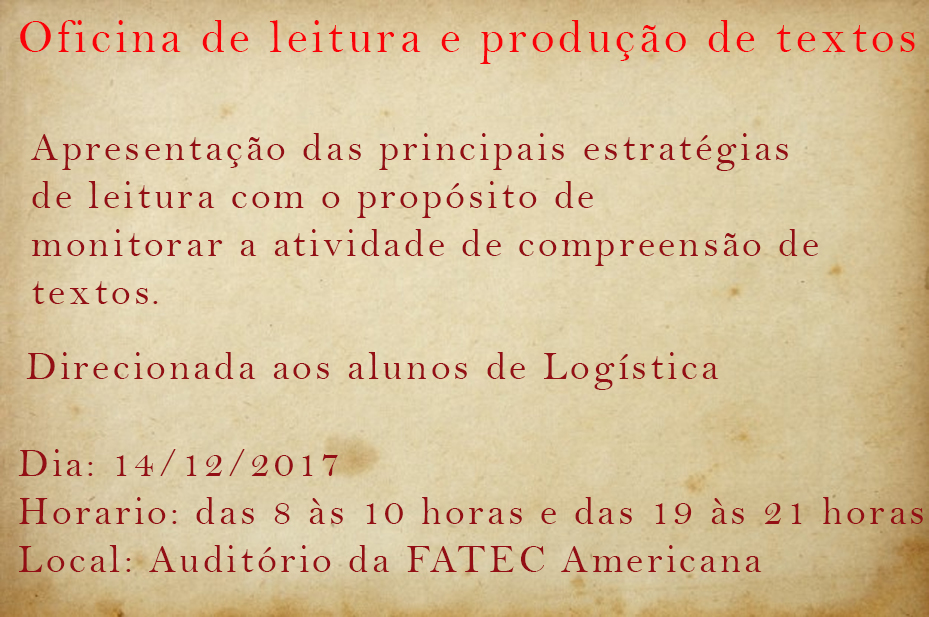 Oficina de leitura e produção de textos
Apresentação das principais estratégias
de leitura com o propósito de
monitorar a atividade de compreensão de
textos.
Direcionada aos alunos de Logística
Dia: 14/12/2017
Horario: das 8 às 10 horas e das 19 às 21 horas
Local: Auditório da FATEC Americana